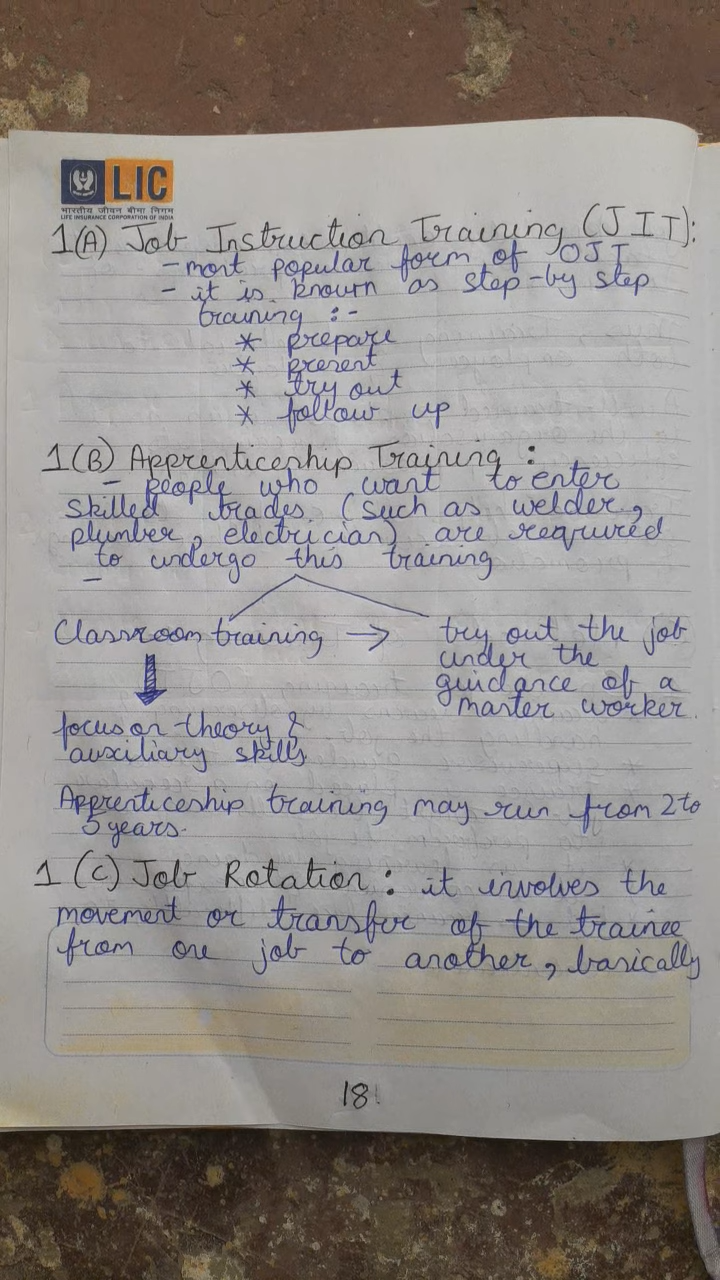 LIC
भारतीय जीवन बीमा निगम
LIFE INSURANCE CORPORATION OF INDIA
1(A) Job Instruction Training (JIT):
- most popular form of OJT
- it is known as step-by step
training :-
* prepare
* present
* try out
* follow up
1(B) Apprenticeship Training :
- people who want to enter
skilled trades (such as welder,
plumber, electrician) are required
to undergo this training
-
Classroom training → try out the job
under the
guidance of a
master worker.
focus on theory &
auxiliary skills
Apprenticeship training may run from 2 to
5 years.
1 (C) Job Rotation : it involves the
movement or transfer of the trainee
from one job to another, basically
18